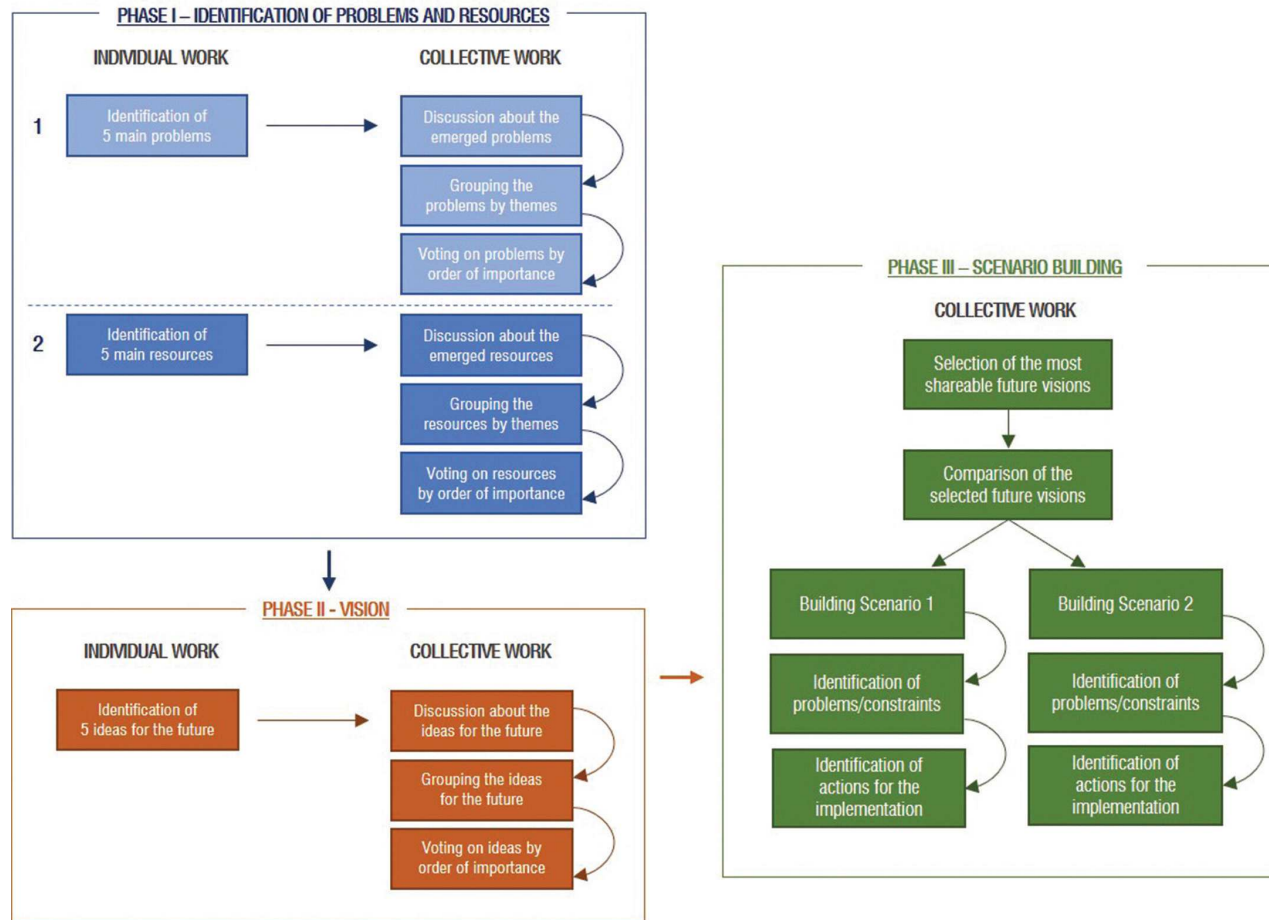 PHASE I – IDENTIFICATION OF PROBLEMS AND RESOURCES
INDIVIDUAL WORK
COLLECTIVE WORK
1
Identification of
5 main problems
Discussion about the
emerged problems
Grouping the
problems by themes
Voting on problems by
order of importance
2
Identification of
5 main resources
Discussion about the
emerged resources
Grouping the
resources by themes
Voting on resources
by order of importance
PHASE II - VISION
INDIVIDUAL WORK
COLLECTIVE WORK
Identification of
5 ideas for the future
Discussion about the
ideas for the future
Grouping the ideas
for the future
Voting on ideas by
order of importance
PHASE III – SCENARIO BUILDING
COLLECTIVE WORK
Selection of the most
shareable future visions
Comparison of the
selected future visions
Building Scenario 1
Identification of
problems/constraints
Identification of
actions for the
implementation
Building Scenario 2
Identification of
problems/constraints
Identification of
actions for the
implementation